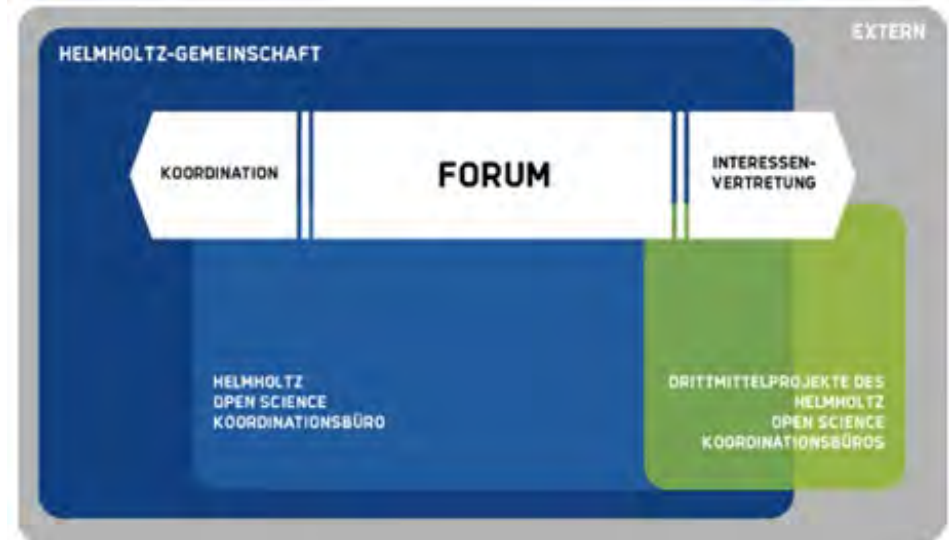 EXTERN
HELMHOLTZ-GEMEINSCHAFT
KOORDINATION
FORUM
INTERESSEN-
VERTRETUNG
HELMHOLTZ
OPEN SCIENCE
KOORDINATIONSBÜRO
DRITTMITTELPROJEKTE DES
HELMHOLTZ
OPEN SCIENCE
KOORDINATIONSBÜROS